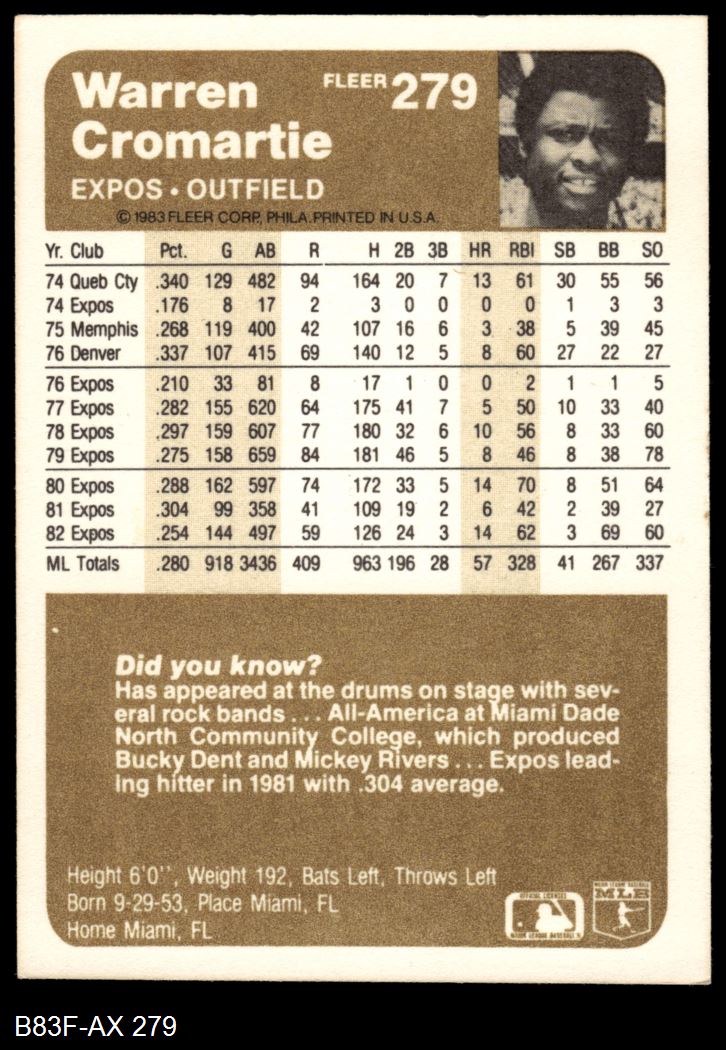 Warren
Cromartie
FLEER 279
EXPOS • OUTFIELD
© 1983 FLEER CORP., PHILA. PRINTED IN U.S.A.
Yr. Club Pct. G AB R H 2B 3B HR RBI SB BB SO
74 Queb Cty .340 129 482 94 164 20 7 13 61 30 55 56
74 Expos .176 8 17 2 3 0 0 0 0 1 3 3
75 Memphis .268 119 400 42 107 16 6 3 38 5 39 45
76 Denver .337 107 415 69 140 12 5 8 60 27 22 27
76 Expos .210 33 81 8 17 1 0 0 2 1 1 5
77 Expos .282 155 620 64 175 41 7 5 50 10 33 40
78 Expos .297 159 607 77 180 32 6 10 56 8 33 60
79 Expos .275 158 659 84 181 46 5 8 46 8 38 78
80 Expos .288 162 597 74 172 33 5 14 70 8 51 64
81 Expos .304 99 358 41 109 19 2 6 42 2 39 27
82 Expos .254 144 497 59 126 24 3 14 62 3 69 60
ML Totals .280 918 3436 409 963 196 28 57 328 41 267 337
Did you know?
Has appeared at the drums on stage with sev-
eral rock bands . . . All-America at Miami Dade
North Community College, which produced
Bucky Dent and Mickey Rivers . . . Expos lead-
ing hitter in 1981 with .304 average.
Height 6'0'', Weight 192, Bats Left, Throws Left
Born 9-29-53, Place Miami, FL
Home Miami, FL
OFFICIAL LICENSEE
MAJOR LEAGUE BASEBALL
MAJOR LEAGUE BASEBALL
MLB
B83F-AX 279